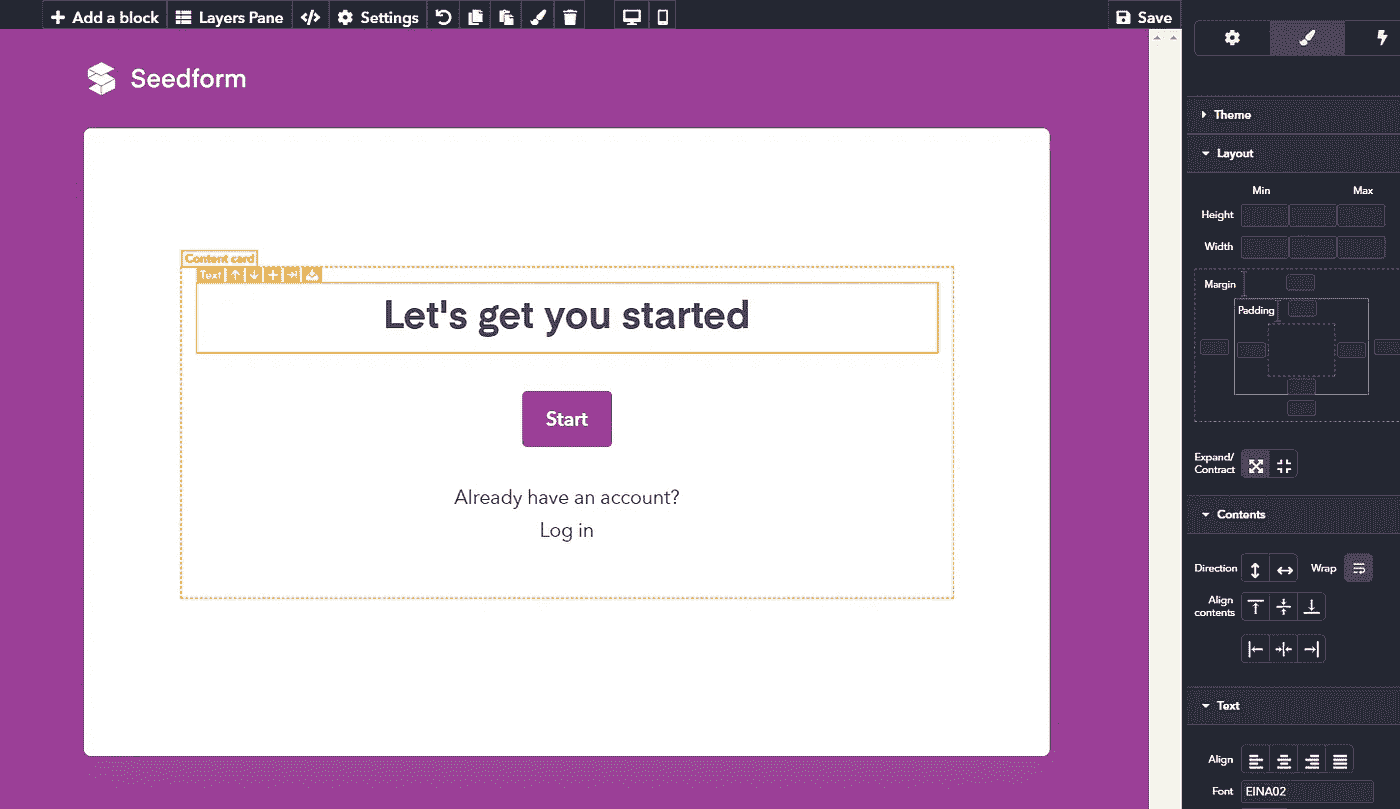 Add a block Layers Pane </> Settings Save
Seedform
Theme
Layout
Min Max
Height
Width
Margin
Padding
Content card
Text
Let's get you started
Start
Already have an account?
Log in
Expand/
Contract
Contents
Direction Wrap
Align
contents
Text
Align
Font EINA02